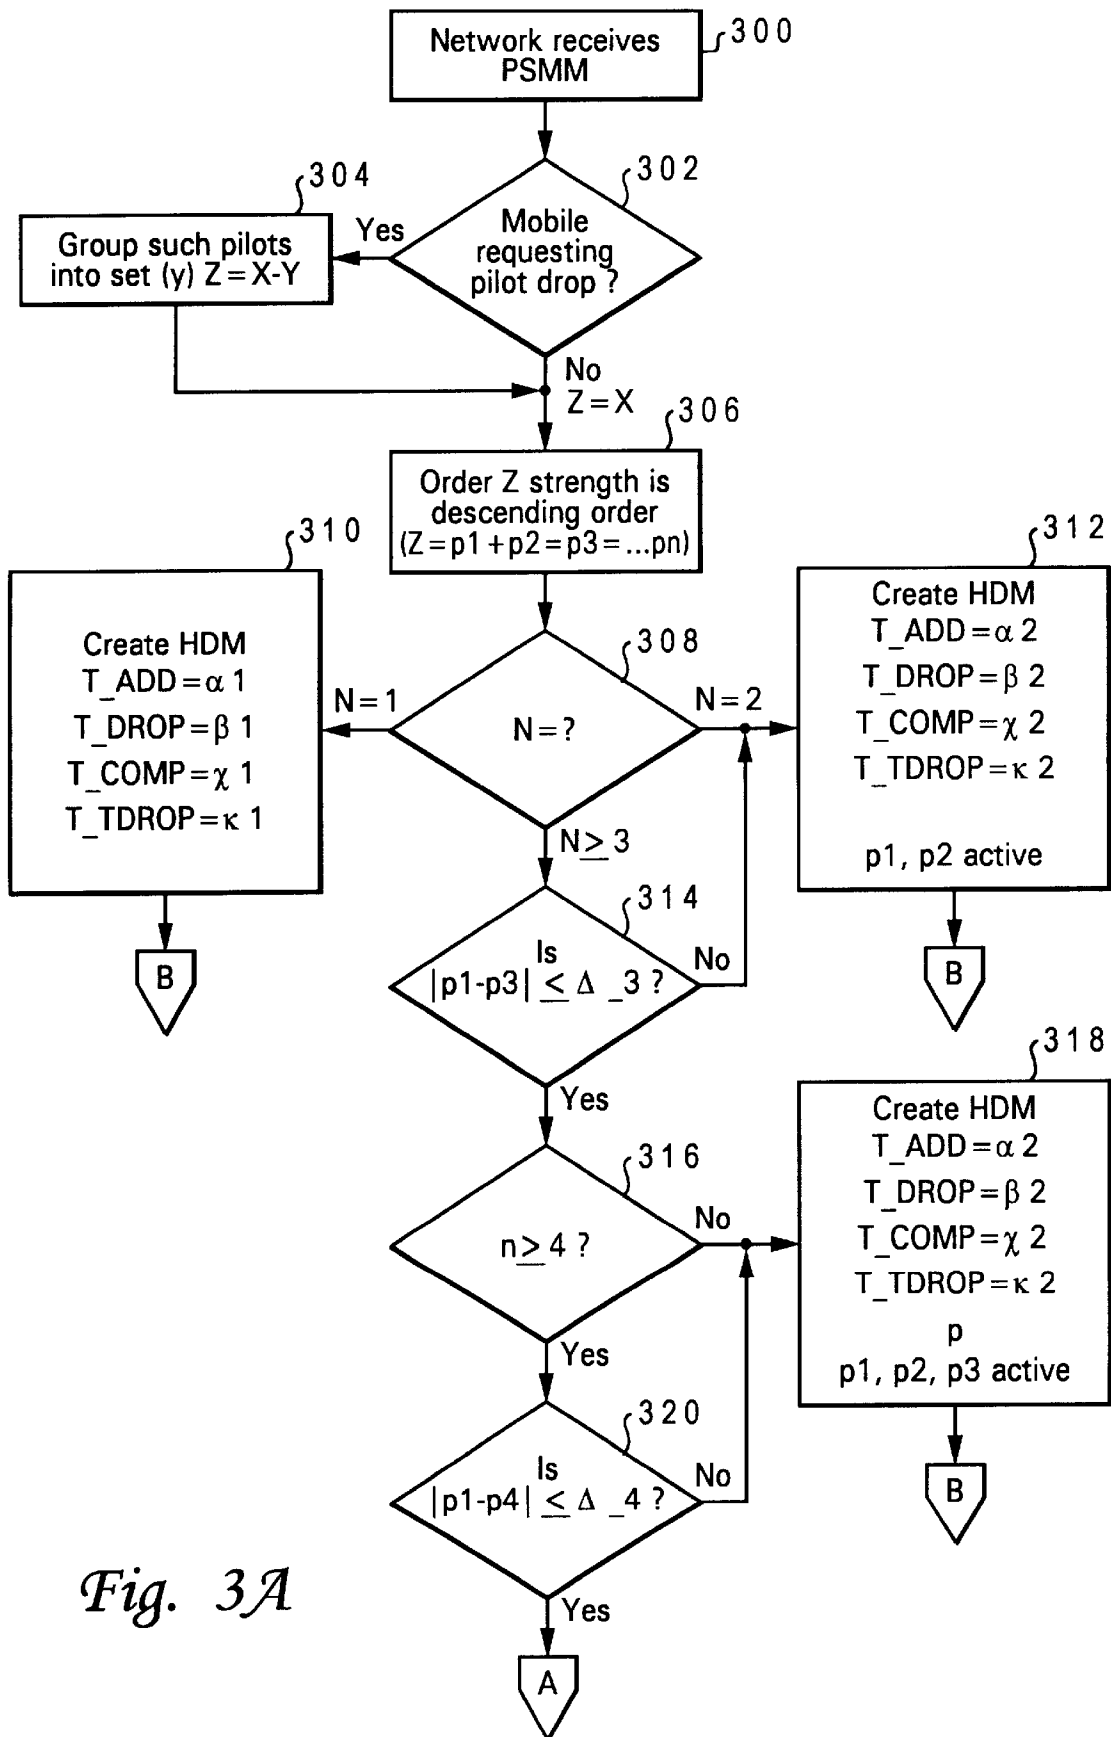 Network receives
PSMM
300
Mobile
requesting
pilot drop ?
302
Yes
304
Group such pilots
into set (y) Z=X-Y
No
Z=X
306
Order Z strength is
descending order
(Z=p1+p2=p3=...pn)
308
N=?
N=1
N=2
N≥3
310
Create HDM
T_ADD=α 1
T_DROP=β 1
T_COMP=χ 1
T_TDROP=κ 1
B
312
Create HDM
T_ADD=α 2
T_DROP=β 2
T_COMP=χ 2
T_TDROP=κ 2
p1, p2 active
B
314
Is
|p1-p3| ≤ Δ _3 ?
No
Yes
316
n≥4 ?
No
Yes
318
Create HDM
T_ADD=α 2
T_DROP=β 2
T_COMP=χ 2
T_TDROP=κ 2
p
p1, p2, p3 active
B
320
Is
|p1-p4| ≤ Δ _4 ?
No
Yes
A
Fig. 3A